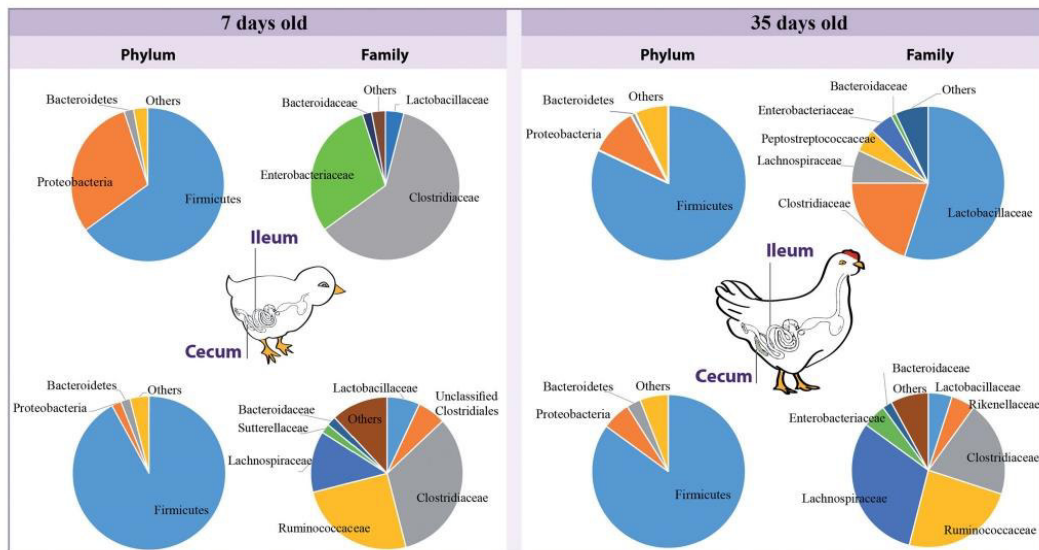 7 days old
35 days old
Phylum
Family
Phylum
Family
Bacteroidetes
Others
Proteobacteria
Firmicutes
Others
Bacteroidaceae
Lactobacillaceae
Enterobacteriaceae
Clostridiaceae
Bacteroidetes
Others
Proteobacteria
Firmicutes
Bacteroidaceae
Others
Enterobacteriaceae
Peptostreptococcaceae
Lachnospiraceae
Clostridiaceae
Lactobacillaceae
Ileum
Cecum
Ileum
Cecum
Bacteroidetes
Others
Proteobacteria
Firmicutes
Lactobacillaceae
Unclassified
Clostridiales
Bacteroidaceae
Others
Sutterellaceae
Lachnospiraceae
Clostridiaceae
Ruminococcaceae
Bacteroidetes
Others
Proteobacteria
Firmicutes
Bacteroidaceae
Others
Lactobacillaceae
Rikenellaceae
Enterobacteriaceae
Clostridiaceae
Lachnospiraceae
Ruminococcaceae